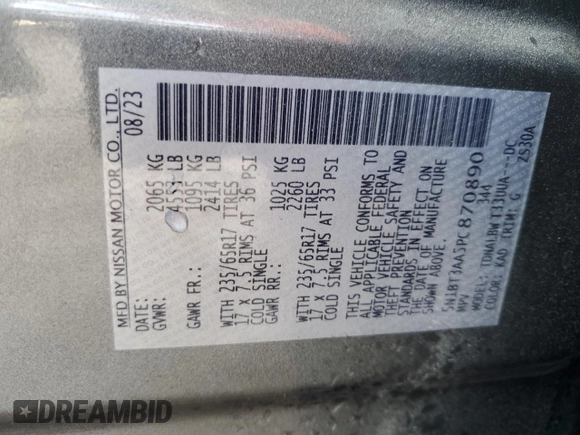 MFD BY NISSAN MOTOR CO., LTD.
DATE: 08/23
GVWR: 2065 KG
LB
GAWR FR.: 1095 KG
2414 LB
WITH 235/65R17 TIRES
17 X 7.5 RIMS AT 36 PSI
COLD SINGLE
GAWR RR.: 1025 KG
2260 LB
WITH 235/65R17 TIRES
17 X 7.5 RIMS AT 33 PSI
COLD SINGLE
THIS VEHICLE CONFORMS TO
ALL APPLICABLE FEDERAL
MOTOR VEHICLE SAFETY AND
THEFT PREVENTION
STANDARDS IN EFFECT ON
THE DATE OF MANUFACTURE
SHOWN ABOVE.
5N1BT3AA5PC870890
MPV 344
MODEL: TDNALBW T33UUA--DC
COLOR: KAD TRIM: G ZS30A
DREAMBID